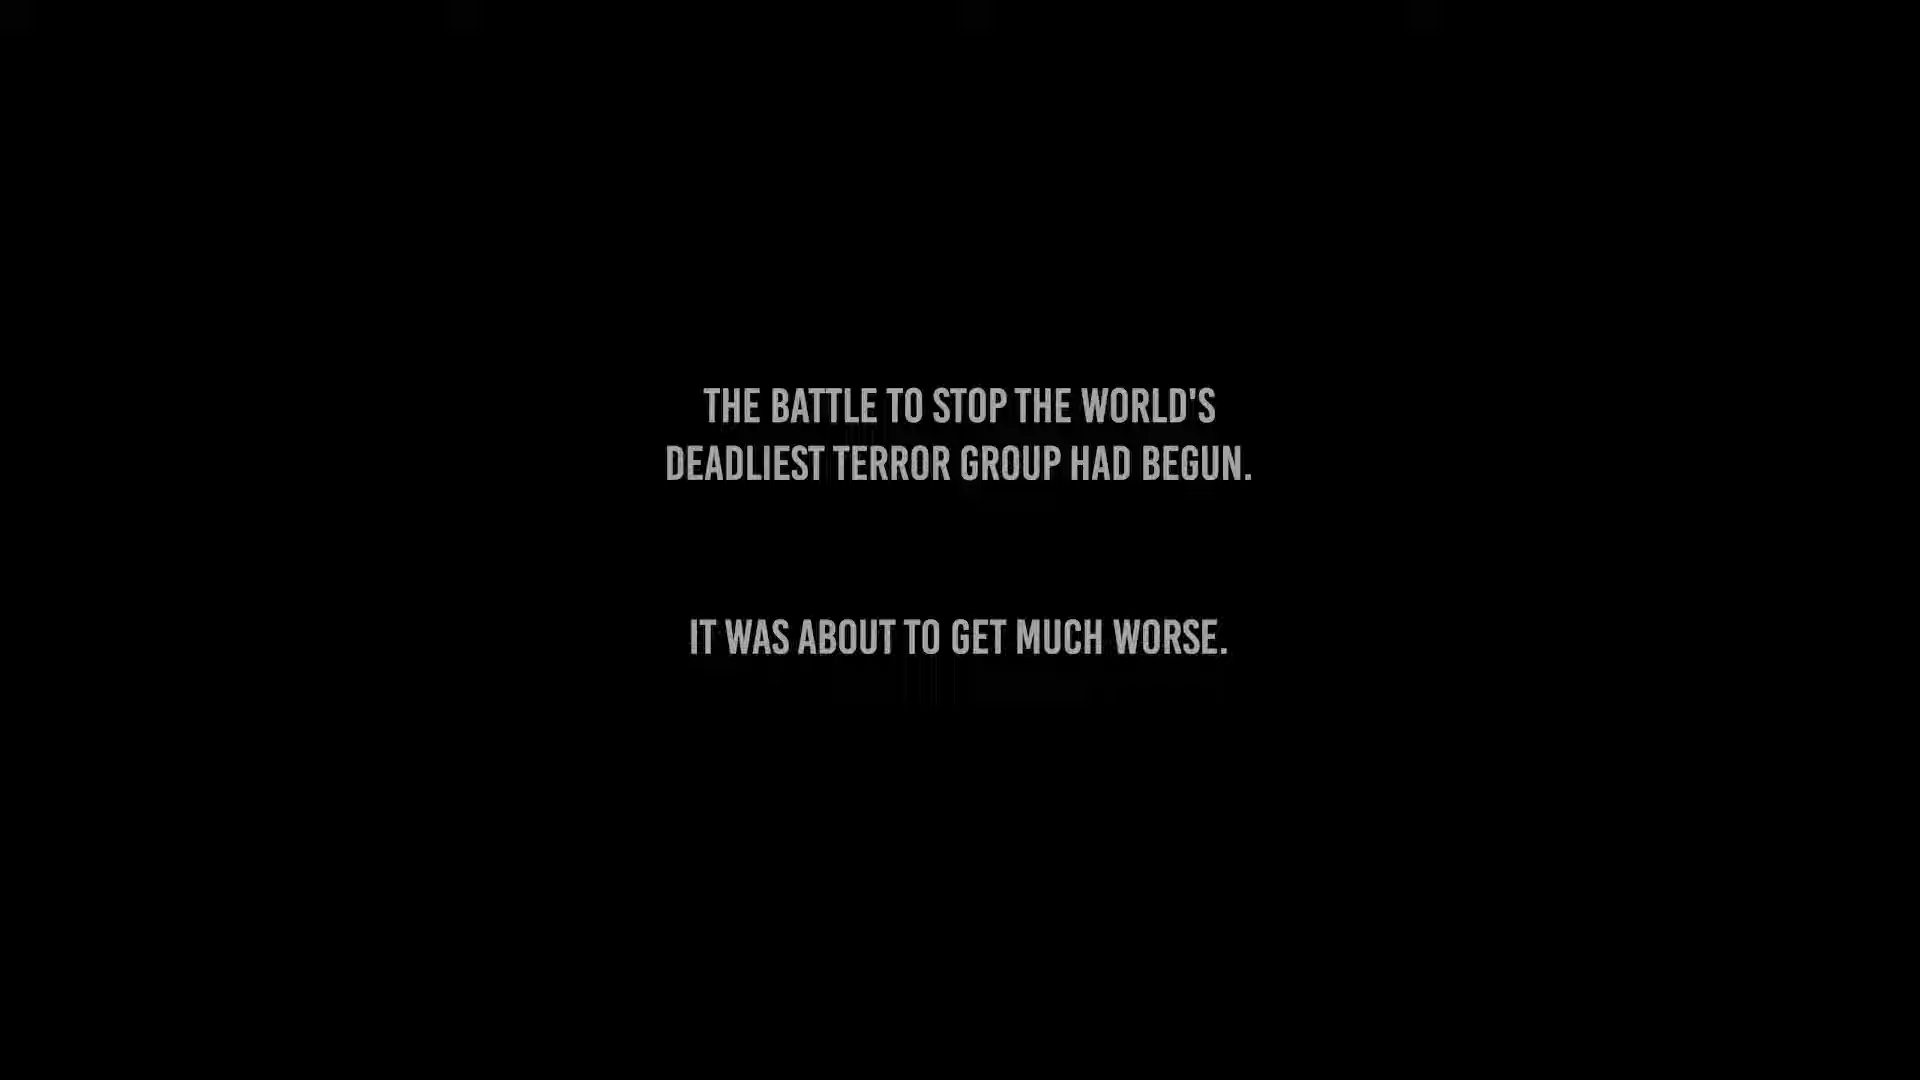 THE BATTLE TO STOP THE WORLD'S
DEADLIEST TERROR GROUP HAD BEGUN.
IT WAS ABOUT TO GET MUCH WORSE.